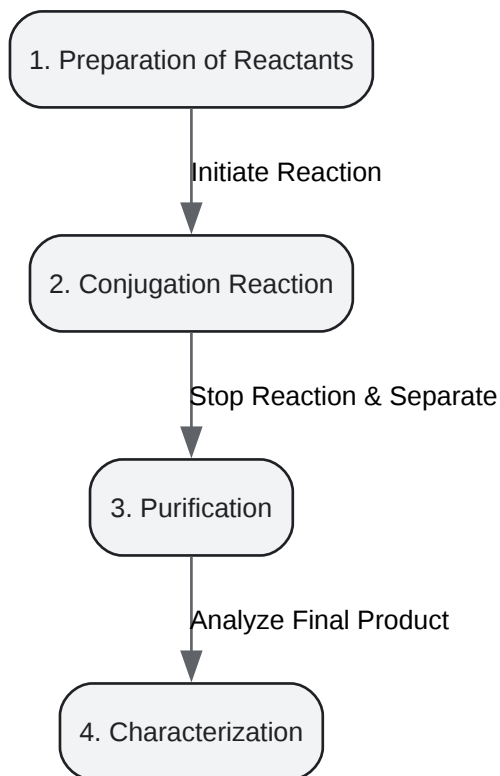 1. Preparation of Reactants
Initiate Reaction
2. Conjugation Reaction
Stop Reaction & Separate
3. Purification
Analyze Final Product
4. Characterization